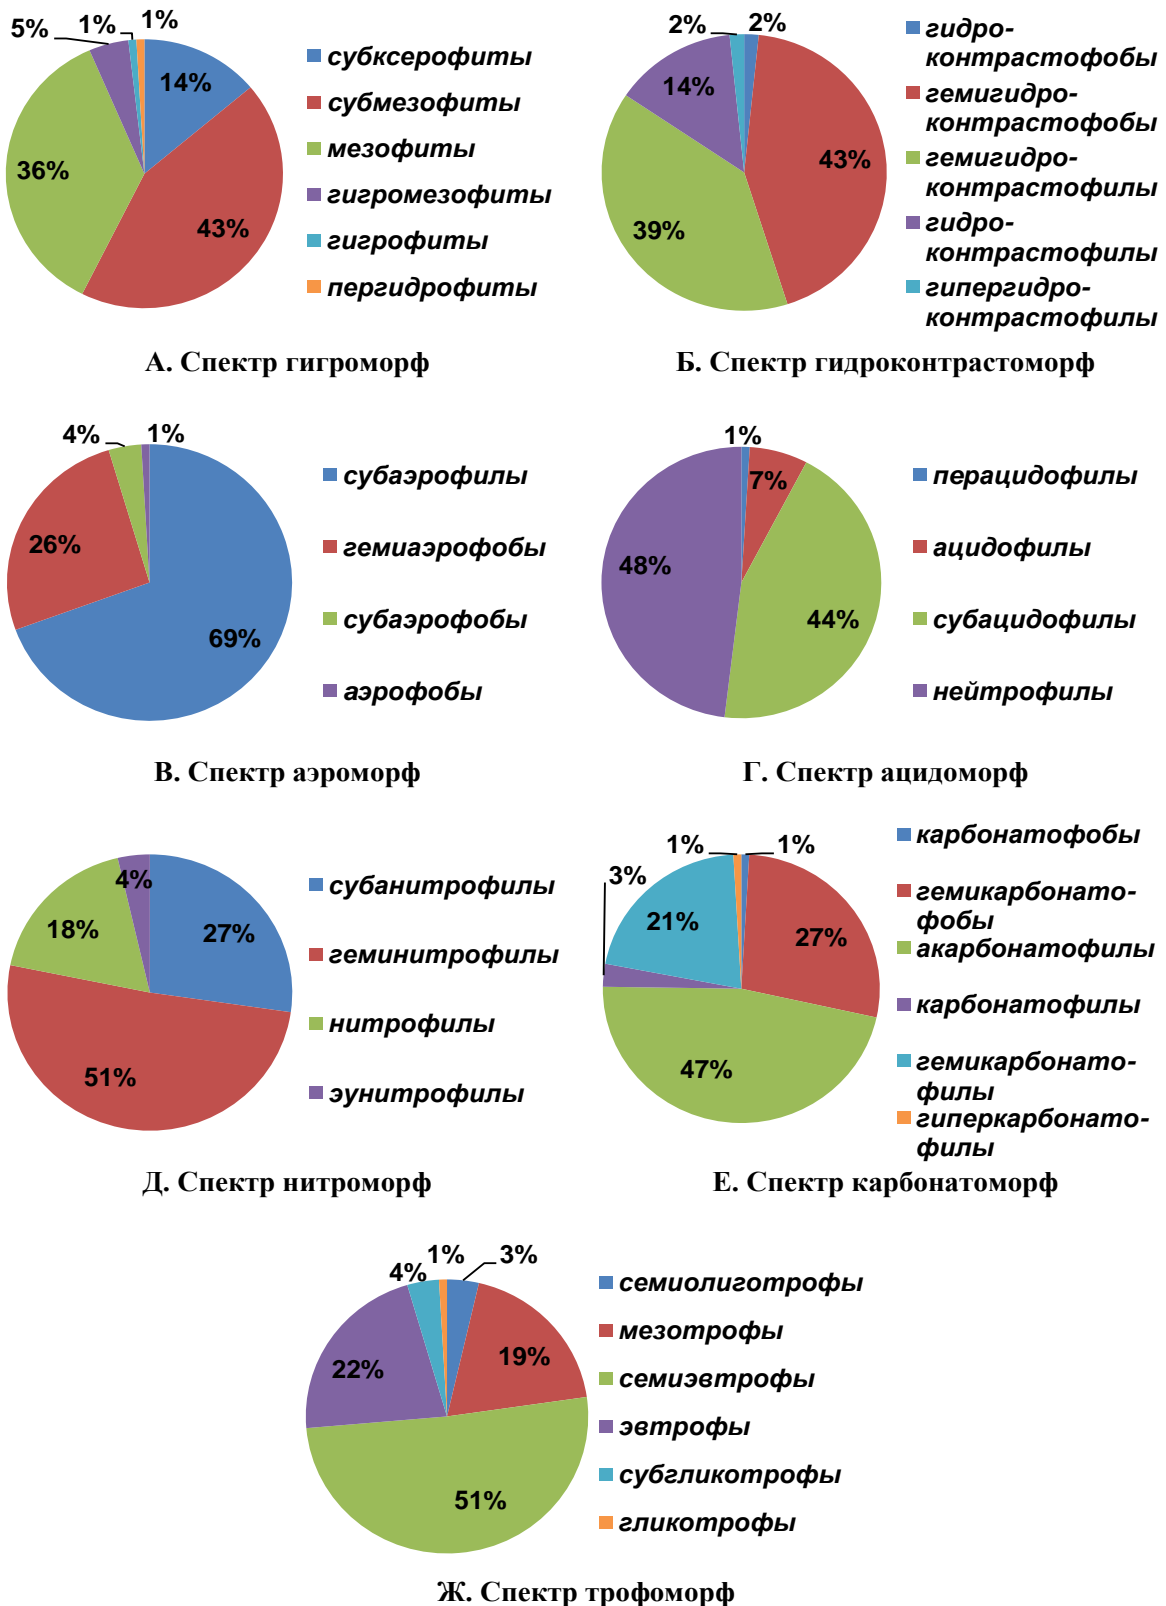 5%
1%
1%
14%
36%
43%
субксерофиты
субмезофиты
мезофиты
гигромезофиты
гигрофиты
пергидрофиты
А. Спектр гигроморф
2%
2%
14%
43%
39%
гидро-
контрастофобы
гемигидро-
контрастофобы
гемигидро-
контрастофилы
гидро-
контрастофилы
гипергидро-
контрастофилы
Б. Спектр гидроконтрастоморф
4%
1%
26%
69%
субаэрофилы
гемиаэрофобы
субаэрофобы
аэрофобы
В. Спектр аэроморф
1%
7%
48%
44%
перацидофилы
ацидофилы
субацидофилы
нейтрофилы
Г. Спектр ацидоморф
4%
18%
27%
51%
субанитрофилы
геминитрофилы
нитрофилы
эунитрофилы
Д. Спектр нитроморф
1%
1%
3%
21%
27%
47%
карбонатофобы
гемикарбонато-
фобы
акарбонатофилы
карбонатофилы
гемикарбонато-
филы
гиперкарбонато-
филы
Е. Спектр карбонатоморф
1%
3%
4%
19%
22%
51%
семиолиготрофы
мезотрофы
семиэвтрофы
эвтрофы
субгликотрофы
гликотрофы
Ж. Спектр трофоморф